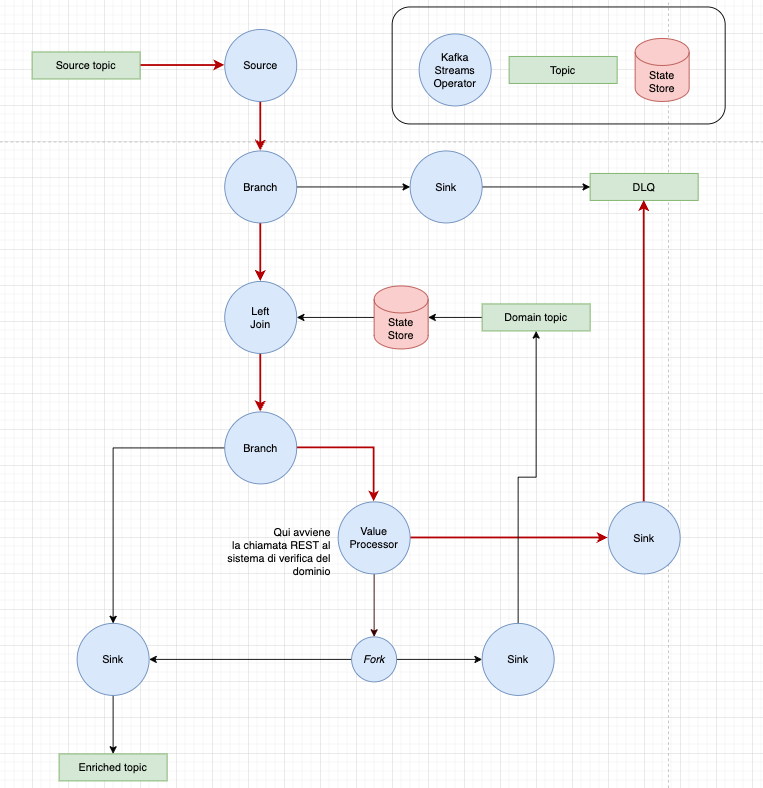 Source topic
Source
Kafka
Streams
Operator
Topic
State
Store
Branch
Sink
DLQ
Left
Join
State
Store
Domain topic
Branch
Qui avviene
la chiamata REST al
sistema di verifica del
dominio
Value
Processor
Sink
Sink
Fork
Sink
Enriched topic